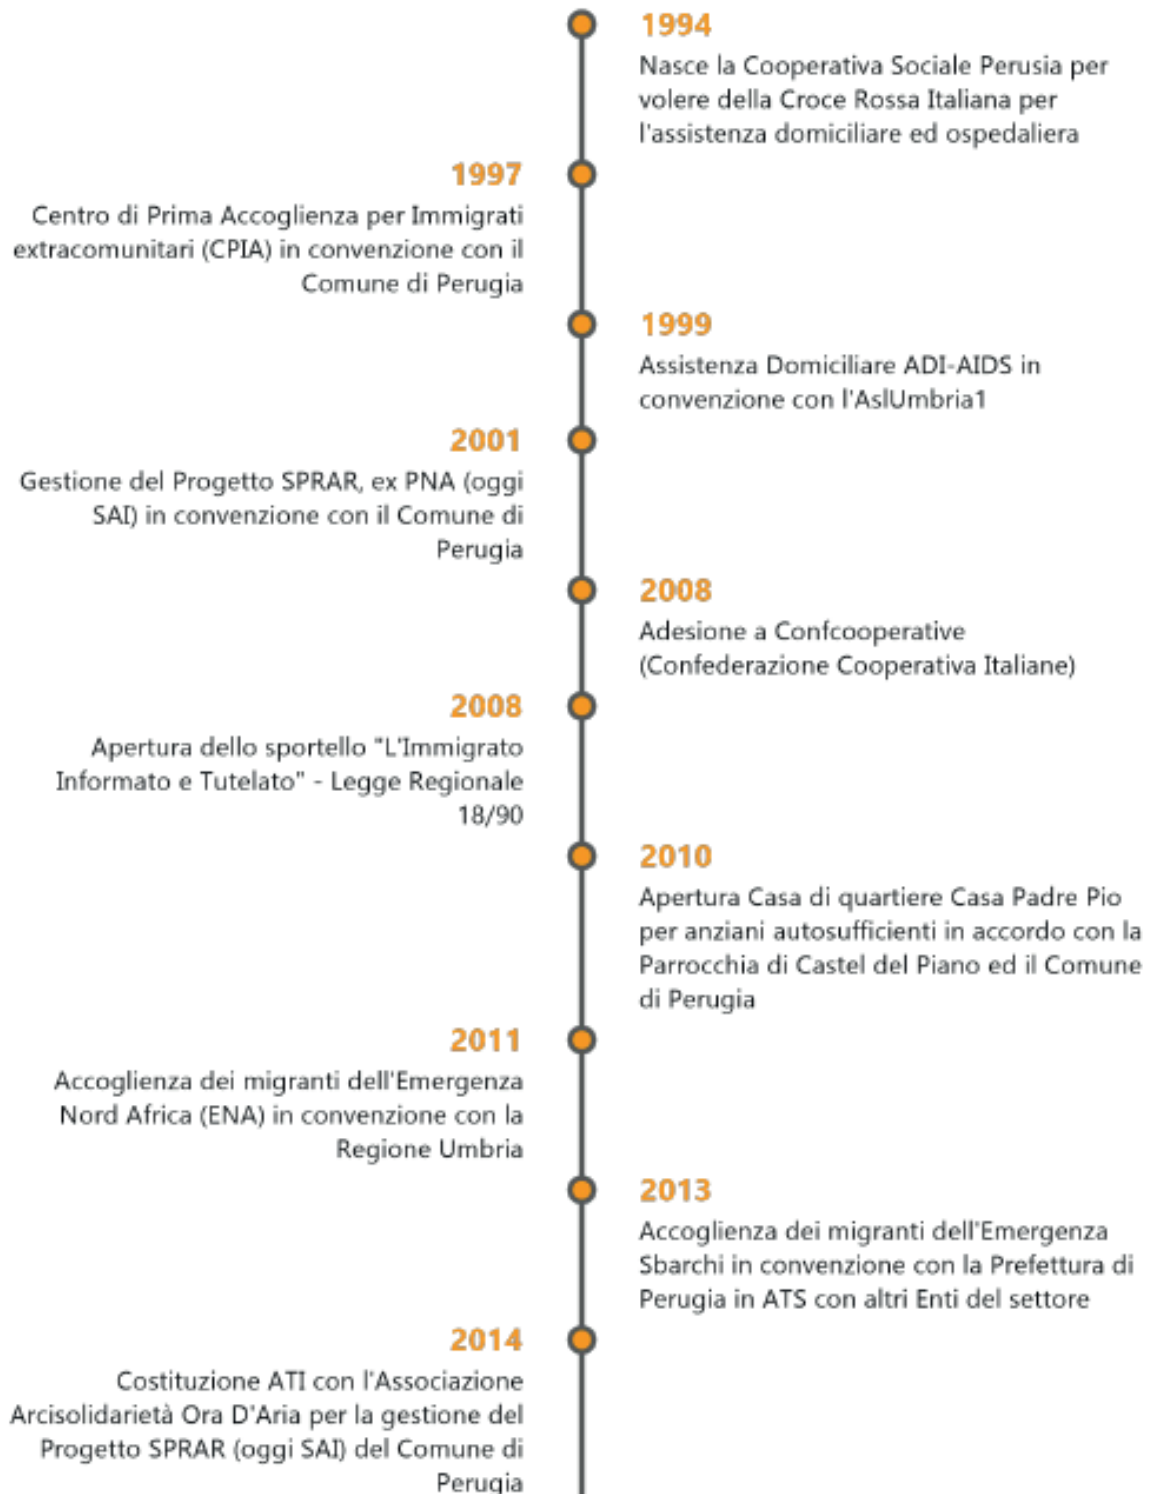 1994
Nasce la Cooperativa Sociale Perusia per
volere della Croce Rossa Italiana per
l'assistenza domiciliare ed ospedaliera
1997
Centro di Prima Accoglienza per Immigrati
extracomunitari (CPIA) in convenzione con il
Comune di Perugia
1999
Assistenza Domiciliare ADI-AIDS in
convenzione con l'AslUmbria1
2001
Gestione del Progetto SPRAR, ex PNA (oggi
SAI) in convenzione con il Comune di
Perugia
2008
Adesione a Confcooperative
(Confederazione Cooperativa Italiane)
2008
Apertura dello sportello "L'Immigrato
Informato e Tutelato" - Legge Regionale
18/90
2010
Apertura Casa di quartiere Casa Padre Pio
per anziani autosufficienti in accordo con la
Parrocchia di Castel del Piano ed il Comune
di Perugia
2011
Accoglienza dei migranti dell'Emergenza
Nord Africa (ENA) in convenzione con la
Regione Umbria
2013
Accoglienza dei migranti dell'Emergenza
Sbarchi in convenzione con la Prefettura di
Perugia in ATS con altri Enti del settore
2014
Costituzione ATI con l'Associazione
Arcisolidarietà Ora D'Aria per la gestione del
Progetto SPRAR (oggi SAI) del Comune di
Perugia